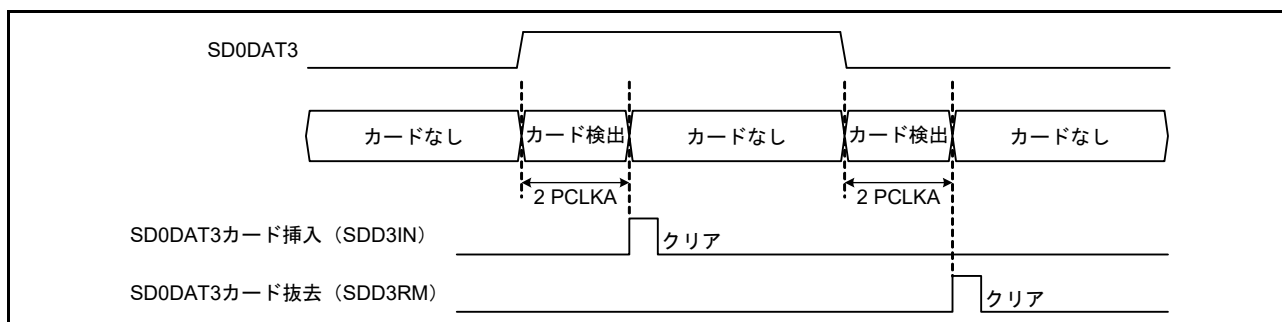 SD0DAT3
カードなし カード検出 カードなし カード検出 カードなし
2 PCLKA 2 PCLKA
SD0DAT3カード挿入（SDD3IN） クリア
SD0DAT3カード抜去（SDD3RM） クリア